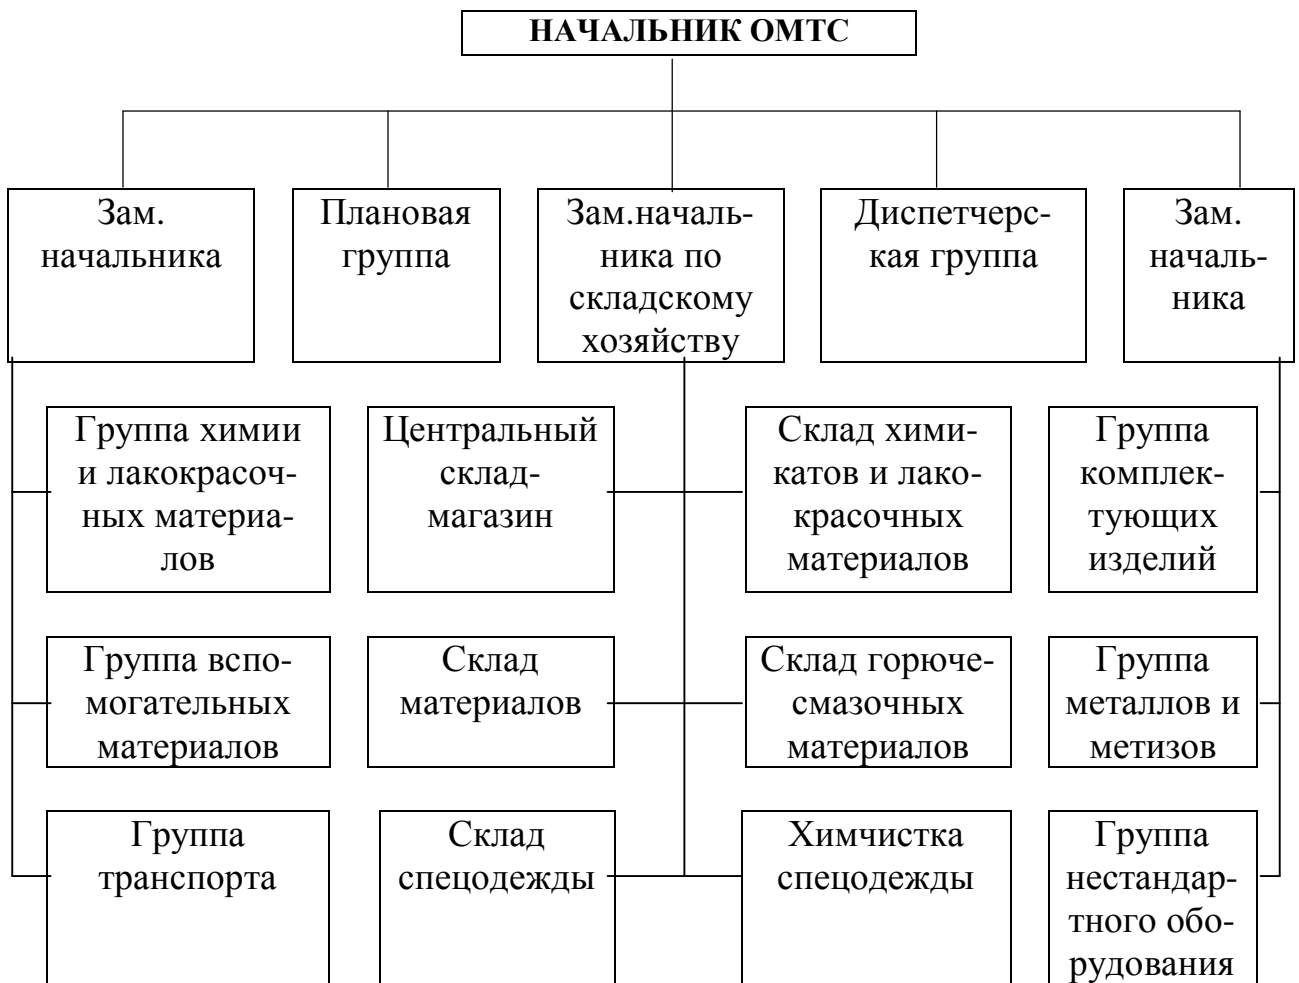 НАЧАЛЬНИК ОМТС
Зам.
начальника
Плановая
группа
Зам.началь-
ника по
складскому
хозяйству
Диспетчерс-
кая группа
Зам.
началь-
ника
Группа химии
и лакокрасоч-
ных материа-
лов
Центральный
склад-
магазин
Склад хими-
катов и лако-
красочных
материалов
Группа
комплек-
тующих
изделий
Группа вспо-
могательных
материалов
Склад
материалов
Склад горюче-
смазочных
материалов
Группа
металлов и
метизов
Группа
транспорта
Склад
спецодежды
Химчистка
спецодежды
Группа
нестандар-
тного обо-
рудования